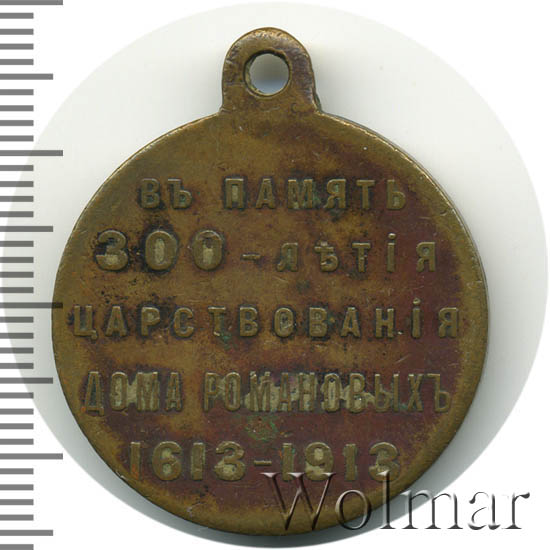 ВЪ ПАМЯТЬ
300-ЛѢТІЯ
ЦАРСТВОВАНІЯ
ДОМА РОМАНОВЫХЪ
1613-1913
Wolmar